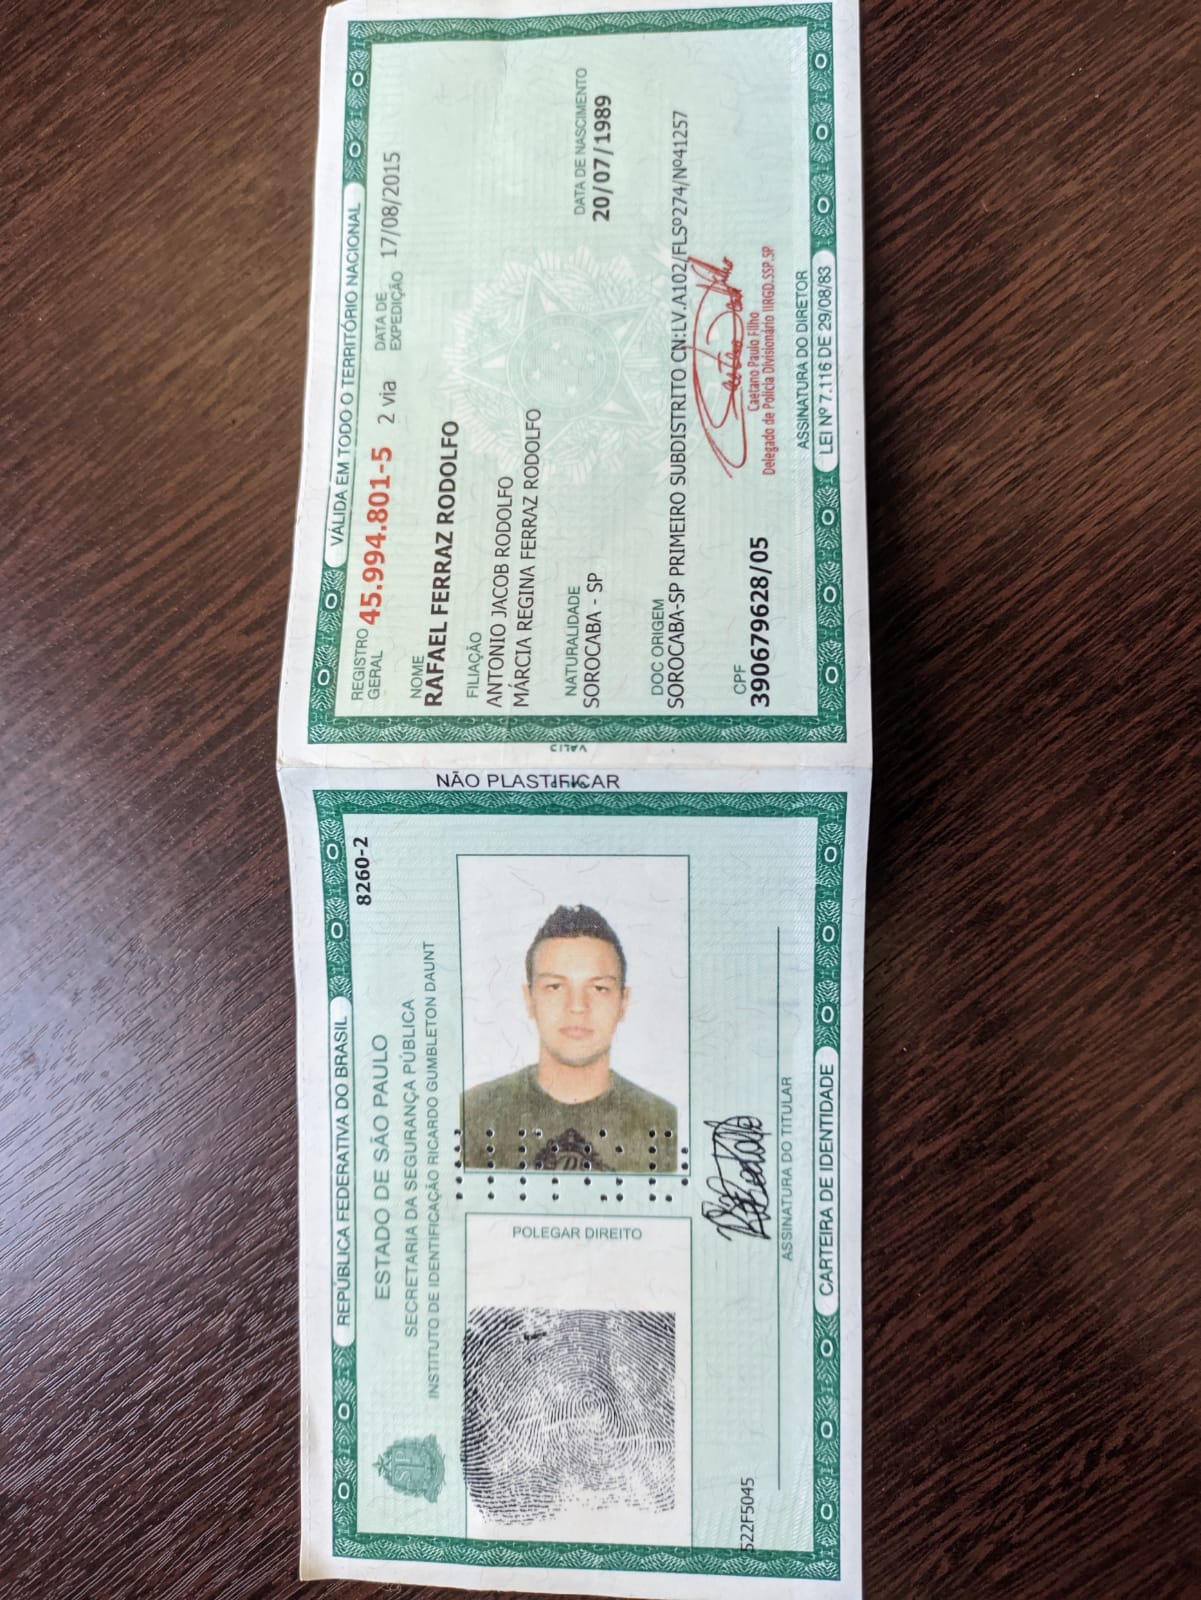 REPÚBLICA FEDERATIVA DO BRASIL
8260-2
ESTADO DE SÃO PAULO
SECRETARIA DA SEGURANÇA PÚBLICA
INSTITUTO DE IDENTIFICAÇÃO RICARDO GUMBLETON DAUNT
SP
POLEGAR DIREITO
522F5045
ASSINATURA DO TITULAR
CARTEIRA DE IDENTIDADE
NÃO PLASTIFICAR
VÁLIDA EM TODO O TERRITÓRIO NACIONAL
REGISTRO GERAL 45.994.801-5 2 via DATA DE EXPEDIÇÃO 17/08/2015
NOME
RAFAEL FERRAZ RODOLFO
FILIAÇÃO
ANTONIO JACOB RODOLFO
MÁRCIA REGINA FERRAZ RODOLFO
NATURALIDADE
SOROCABA - SP
DATA DE NASCIMENTO
20/07/1989
DOC ORIGEM
SOROCABA-SP PRIMEIRO SUBDISTRITO CN:LV.A102/FLSº274/Nº41257
CPF
390679628/05
Caetano Paulo Filho
Delegado de Polícia Divisionário IIRGD.SSP.SP
ASSINATURA DO DIRETOR
LEI Nº 7.116 DE 29/08/83